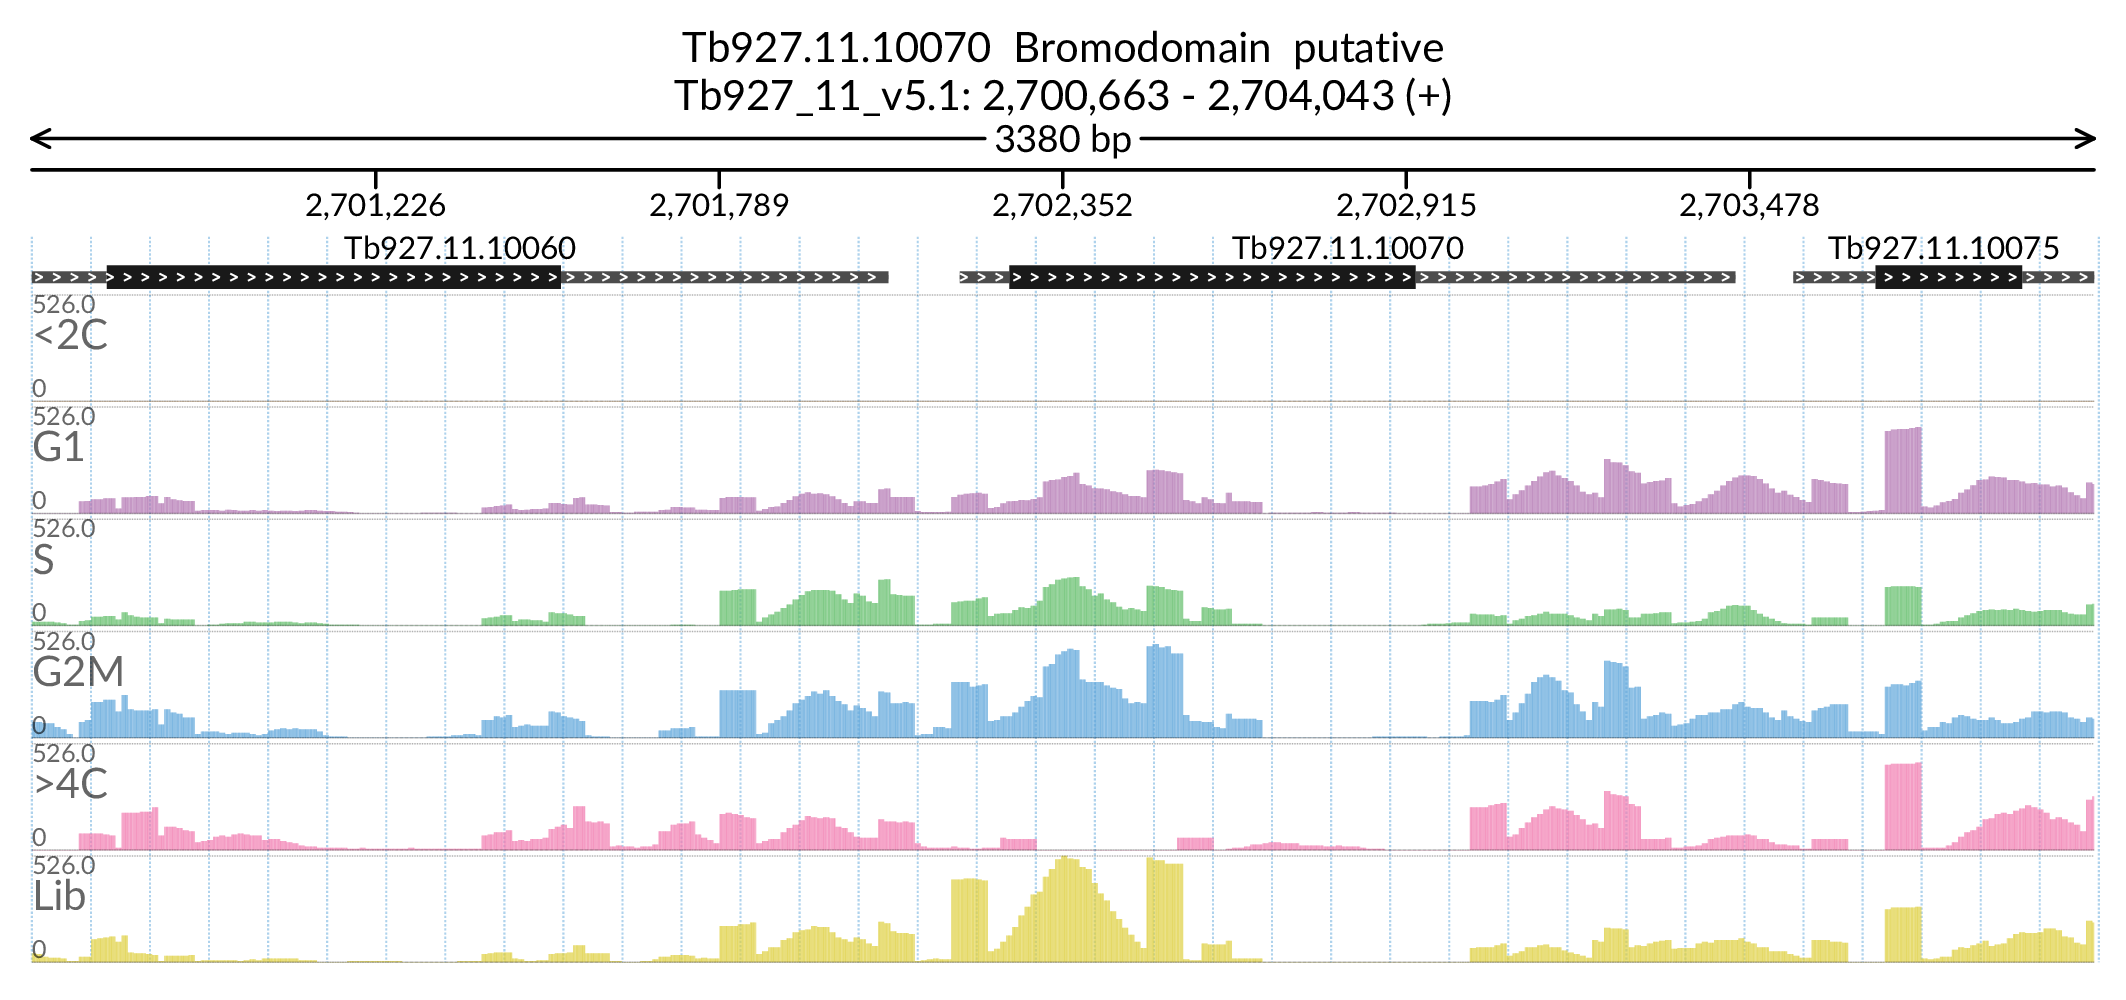 Tb927.11.10070 Bromodomain putative
Tb927_11_v5.1: 2,700,663 - 2,704,043 (+)
3380 bp
2,701,226 2,701,789 2,702,352 2,702,915 2,703,478
Tb927.11.10060 Tb927.11.10070 Tb927.11.10075
526.0
<2C
0
526.0
G1
0
526.0
S
0
526.0
G2M
0
526.0
>4C
0
526.0
Lib
0